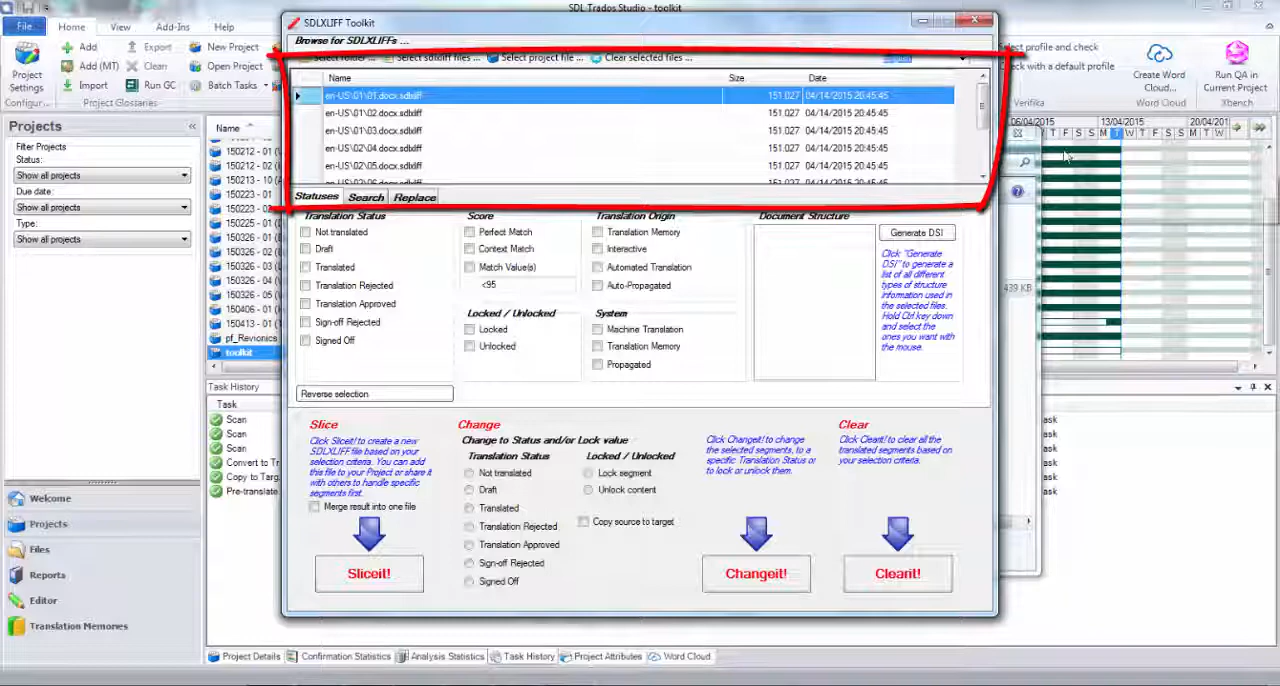 SDL Trados Studio - toolkit
File Home View Add-Ins Help
Project Settings
Add
Add (MT)
Import
Export
Clean
Run GC
New Project
Open Project
Batch Tasks
Configur...
Project Glossaries
Select profile and check
check with a default profile
Verifika
Create Word Cloud...
Word Cloud
Run QA in Current Project
Xbench
Projects
Filter Projects
Status:
Show all projects
Due date:
Show all projects
Type:
Show all projects
Name
150212 - 01 (
150212 - 02
150213 - 10 (
150223 - 01
150223 - 02
150225 - 01
150326 - 01 (
150326 - 02 (
150326 - 03
150326 - 04 (
150326 - 05 (
150406 - 01 (
150413 - 01 (
pf_Revionics
toolkit
06/04/2015 13/04/2015 20/04/201
T F S S M T W T F S S M T W T F S S M T W T
439 KB
SDLXLIFF Toolkit
Browse for SDLXLIFFs ...
Select folder... Select sdlxliff files ... Select project file ... Clear selected files ...
Name Size Date
en-US\01\01.docx.sdlxliff 151.027 04/14/2015 20:45:45
en-US\01\02.docx.sdlxliff 151.027 04/14/2015 20:45:45
en-US\01\03.docx.sdlxliff 151.027 04/14/2015 20:45:45
en-US\02\04.docx.sdlxliff 151.027 04/14/2015 20:45:45
en-US\02\05.docx.sdlxliff 151.027 04/14/2015 20:45:45
en-US\02\06.docx.sdlxliff 151.027 04/14/2015 20:45:45
Statuses Search Replace
Translation Status
Not translated
Draft
Translated
Translation Rejected
Translation Approved
Sign-off Rejected
Signed Off
Score
Perfect Match
Context Match
Match Value(s)
<95
Locked / Unlocked
Locked
Unlocked
Translation Origin
Translation Memory
Interactive
Automated Translation
Auto-Propagated
System
Machine Translation
Translation Memory
Propagated
Document Structure
Generate DSI
Click "Generate
DSI" to generate a
list of all different
types of structure
information used in
the selected files.
Hold Ctrl key down
and select
the ones you want with
the mouse.
Reverse selection
Slice
Click Sliceit! to create a new
SDLXLIFF file based on your
selection criteria. You can add
this file to your Project or share it
with others to handle specific
segments first.
Merge result into one file
Sliceit!
Change
Change to Status and/or Lock value
Translation Status
Not translated
Draft
Translated
Translation Rejected
Translation Approved
Sign-off Rejected
Signed Off
Locked / Unlocked
Lock segment
Unlock content
Copy source to target
Click Changeit! to change
the selected segments, to a
specific Translation Status or
to lock or unlock them.
Changeit!
Clear
Click Clearit! to clear all the
translated segments based on
your selection criteria.
Clearit!
Task History
Task
Scan
Scan
Scan
Convert to Tr
Copy to Targ
Pre-translate
ask
ask
ask
ask
ask
ask
Welcome
Projects
Files
Reports
Editor
Translation Memories
Project Details Confirmation Statistics Analysis Statistics Task History Project Attributes Word Cloud